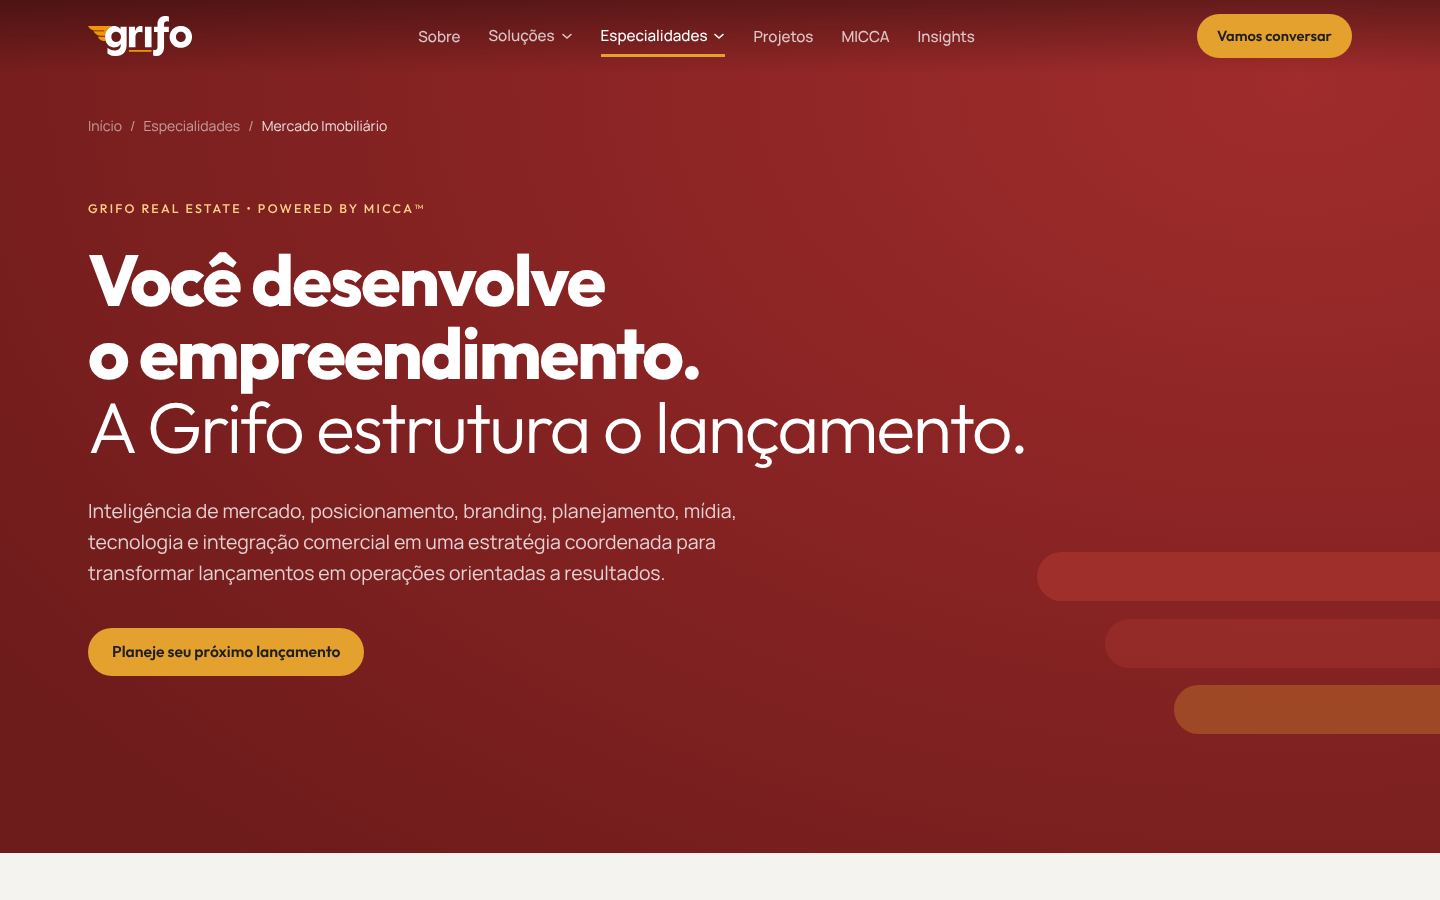 grifo
Sobre
Soluções
Especialidades
Projetos
MICCA
Insights
Vamos conversar
Início / Especialidades / Mercado Imobiliário
GRIFO REAL ESTATE • POWERED BY MICCA™
Você desenvolve
o empreendimento.
A Grifo estrutura o lançamento.
Inteligência de mercado, posicionamento, branding, planejamento, mídia,
tecnologia e integração comercial em uma estratégia coordenada para
transformar lançamentos em operações orientadas a resultados.
Planeje seu próximo lançamento